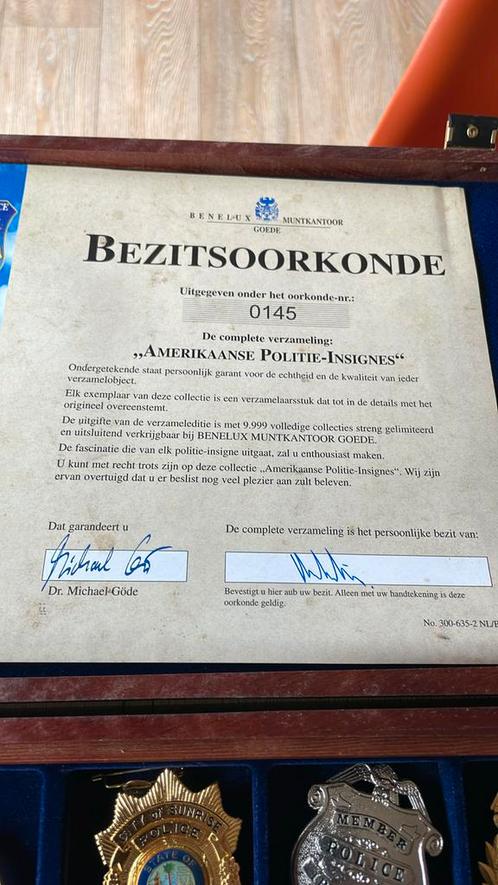 BENELUX MUNTKANTOOR
GOEDE
BEZITSOORKONDE
Uitgegeven onder het oorkonde-nr.:
0145
De complete verzameling:
„AMERIKAANSE POLITIE-INSIGNES“
Ondergetekende staat persoonlijk garant voor de echtheid en de kwaliteit van ieder
verzamelobject.
Elk exemplaar van deze collectie is een verzamelaarsstuk dat tot in de details met het
origineel overeenstemt.
De uitgifte van de verzameleditie is met 9.999 volledige collecties streng gelimiteerd
en uitsluitend verkrijgbaar bij BENELUX MUNTKANTOOR GOEDE.
De fascinatie die van elk politie-insigne uitgaat, zal u enthousiast maken.
U kunt met recht trots zijn op deze collectie „Amerikaanse Politie-Insignes“. Wij zijn
ervan overtuigd dat u er beslist nog veel plezier aan zult beleven.
Dat garandeert u
De complete verzameling is het persoonlijke bezit van:
Dr. Michael Göde
Bevestigt u hier aub uw bezit. Alleen met uw handtekening is deze
oorkonde geldig.
No. 300-635-2 NL/B
CITY OF SUNRISE
POLICE
STATE OF
MEMBER
POLICE